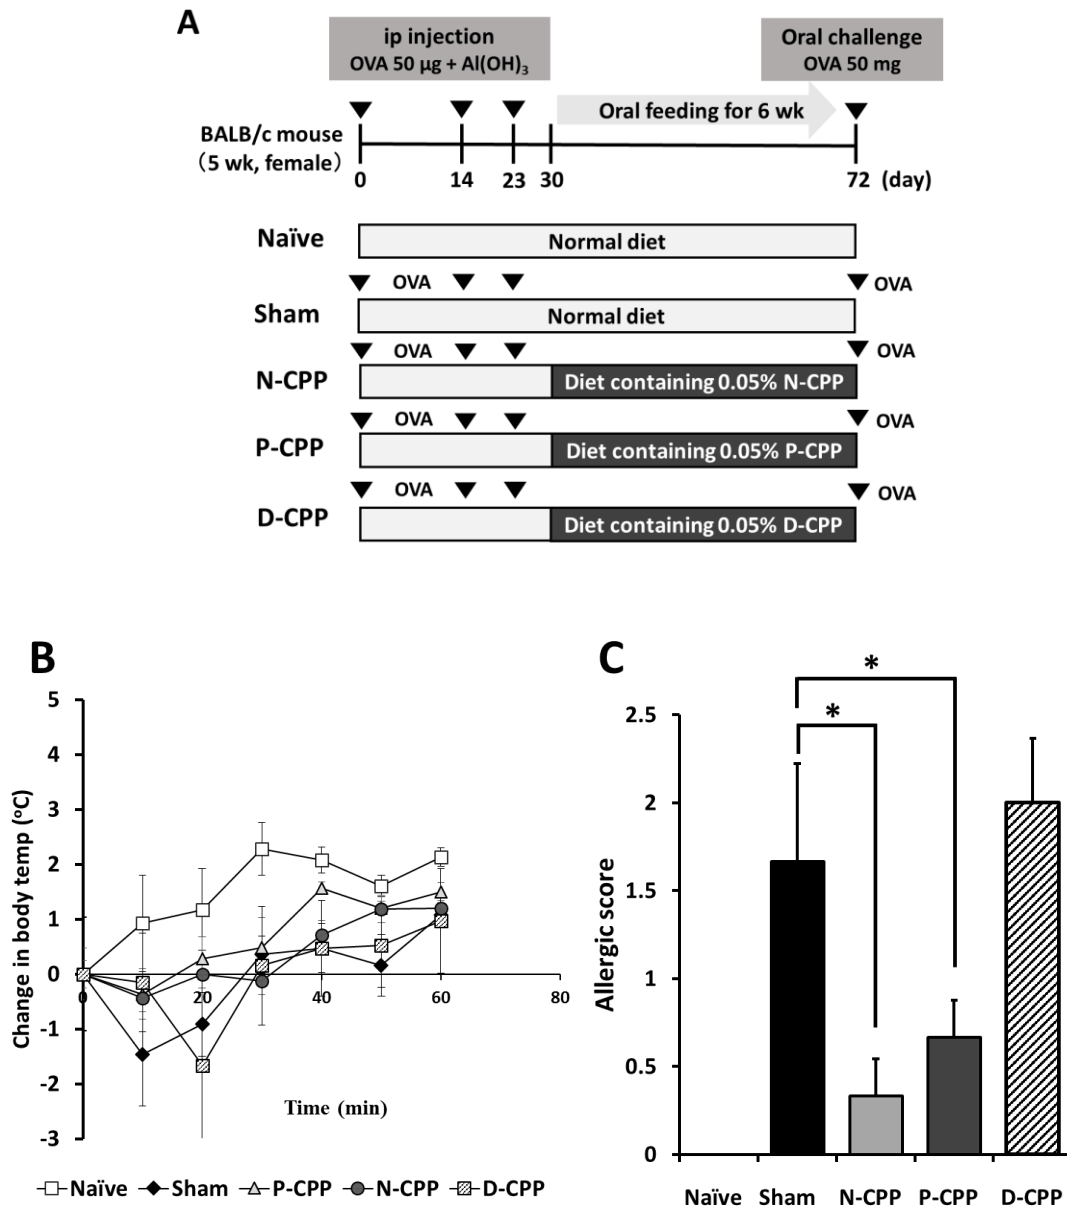 A
ip injection
OVA 50 µg + Al(OH)3
Oral challenge
OVA 50 mg
Oral feeding for 6 wk
BALB/c mouse
(5 wk, female)
0 14 23 30 72 (day)
Naïve
Normal diet
OVA OVA
Sham
Normal diet
OVA OVA
N-CPP
Diet containing 0.05% N-CPP
OVA OVA
P-CPP
Diet containing 0.05% P-CPP
OVA OVA
D-CPP
Diet containing 0.05% D-CPP
B
Change in body temp (°C)
5
4
3
2
1
0
-1
-2
-3
0 20 40 60 80
Time (min)
Naïve Sham P-CPP N-CPP D-CPP
C
*
*
Allergic score
2.5
2
1.5
1
0.5
0
Naïve Sham N-CPP P-CPP D-CPP